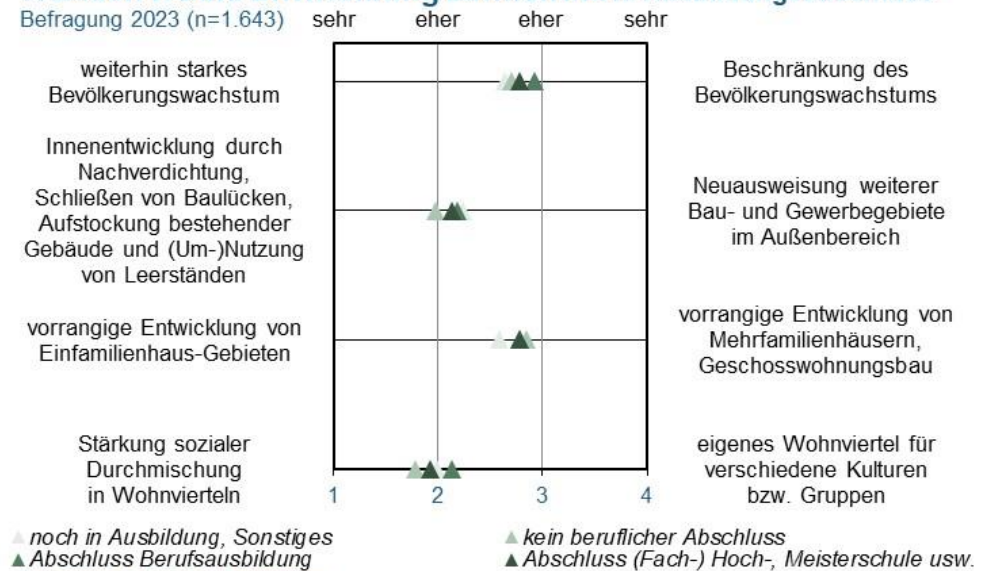 Befragung 2023 (n=1.643)
sehr eher eher sehr
weiterhin starkes
Bevölkerungswachstum
Beschränkung des
Bevölkerungswachstums
Innenentwicklung durch
Nachverdichtung,
Schließen von Baulücken,
Aufstockung bestehender
Gebäude und (Um-)Nutzung
von Leerständen
Neuausweisung weiterer
Bau- und Gewerbegebiete
im Außenbereich
vorrangige Entwicklung von
Einfamilienhaus-Gebieten
vorrangige Entwicklung von
Mehrfamilienhäusern,
Geschosswohnungsbau
Stärkung sozialer
Durchmischung
in Wohnvierteln
eigenes Wohnviertel für
verschiedene Kulturen
bzw. Gruppen
1 2 3 4
noch in Ausbildung, Sonstiges
kein beruflicher Abschluss
Abschluss Berufsausbildung
Abschluss (Fach-) Hoch-, Meisterschule usw.